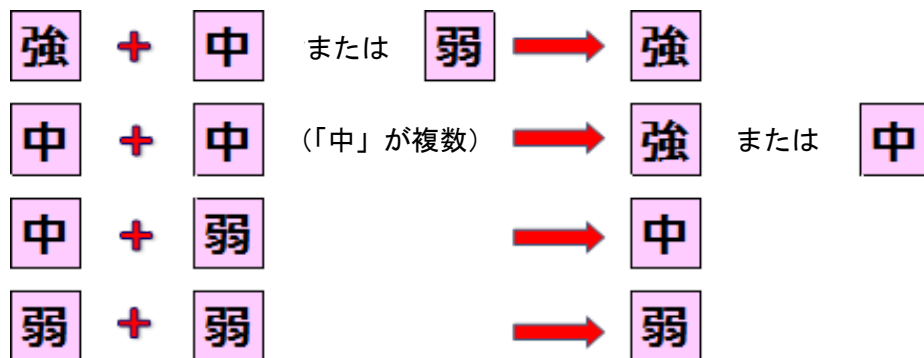 強 + 中 または 弱 → 強
中 + 中 (「中」が複数) → 強 または 中
中 + 弱 → 中
弱 + 弱 → 弱